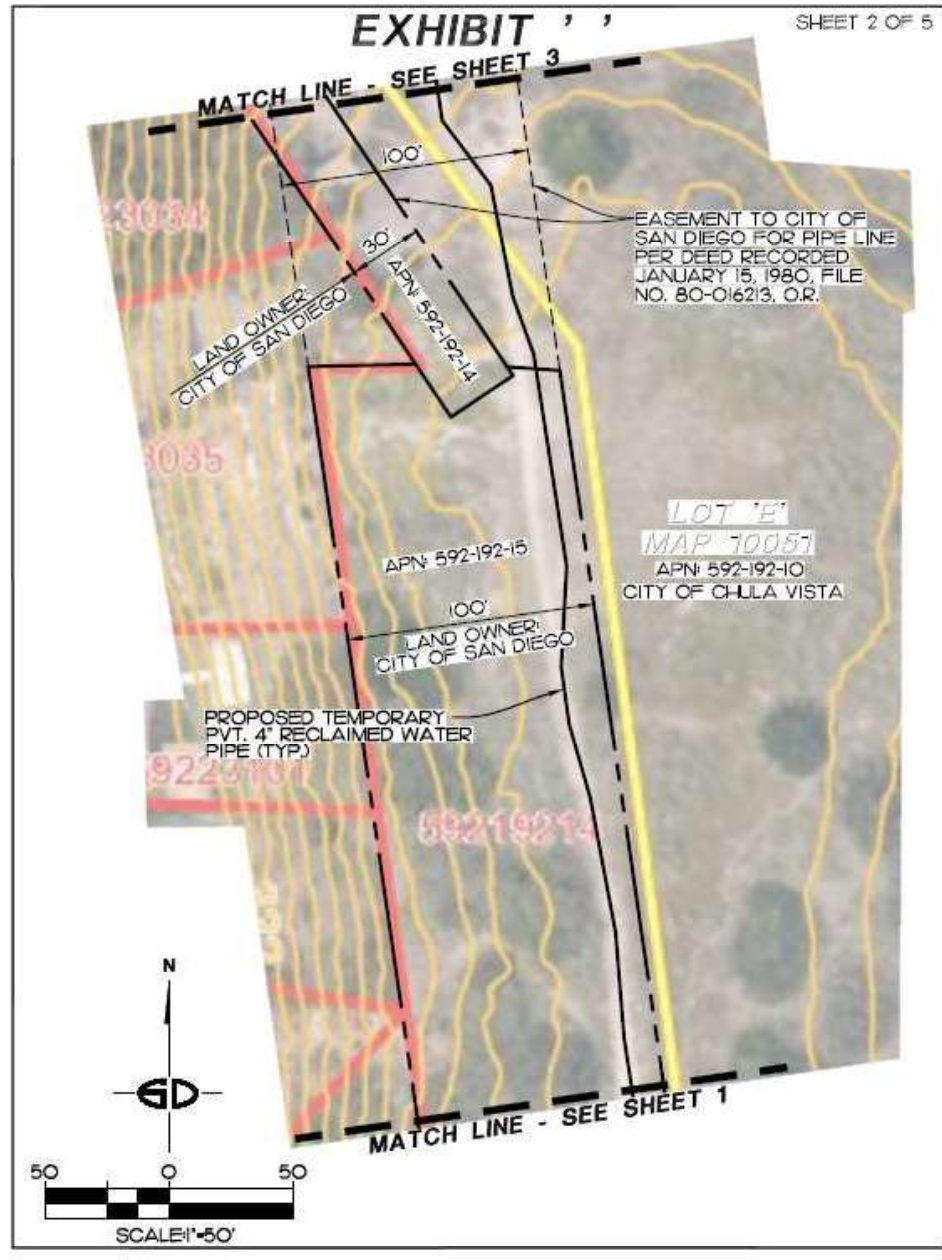 EXHIBIT ' '
SHEET 2 OF 5
MATCH LINE - SEE SHEET 3
100'
EASEMENT TO CITY OF
SAN DIEGO FOR PIPE LINE
PER DEED RECORDED
JANUARY 15, 1980, FILE
NO. 80-016213, O.R.
23034
30'
APN: 592-192-14
LAND OWNER:
CITY OF SAN DIEGO
3035
LOT "E"
MAP 10051
APN: 592-192-10
CITY OF CHULA VISTA
APN: 592-192-15
100'
LAND OWNER:
CITY OF SAN DIEGO
PROPOSED TEMPORARY
PVT. 4" RECLAIMED WATER
PIPE (TYP.)
59219214
N
SD
MATCH LINE - SEE SHEET 1
50 0 50
SCALE:1"=50'